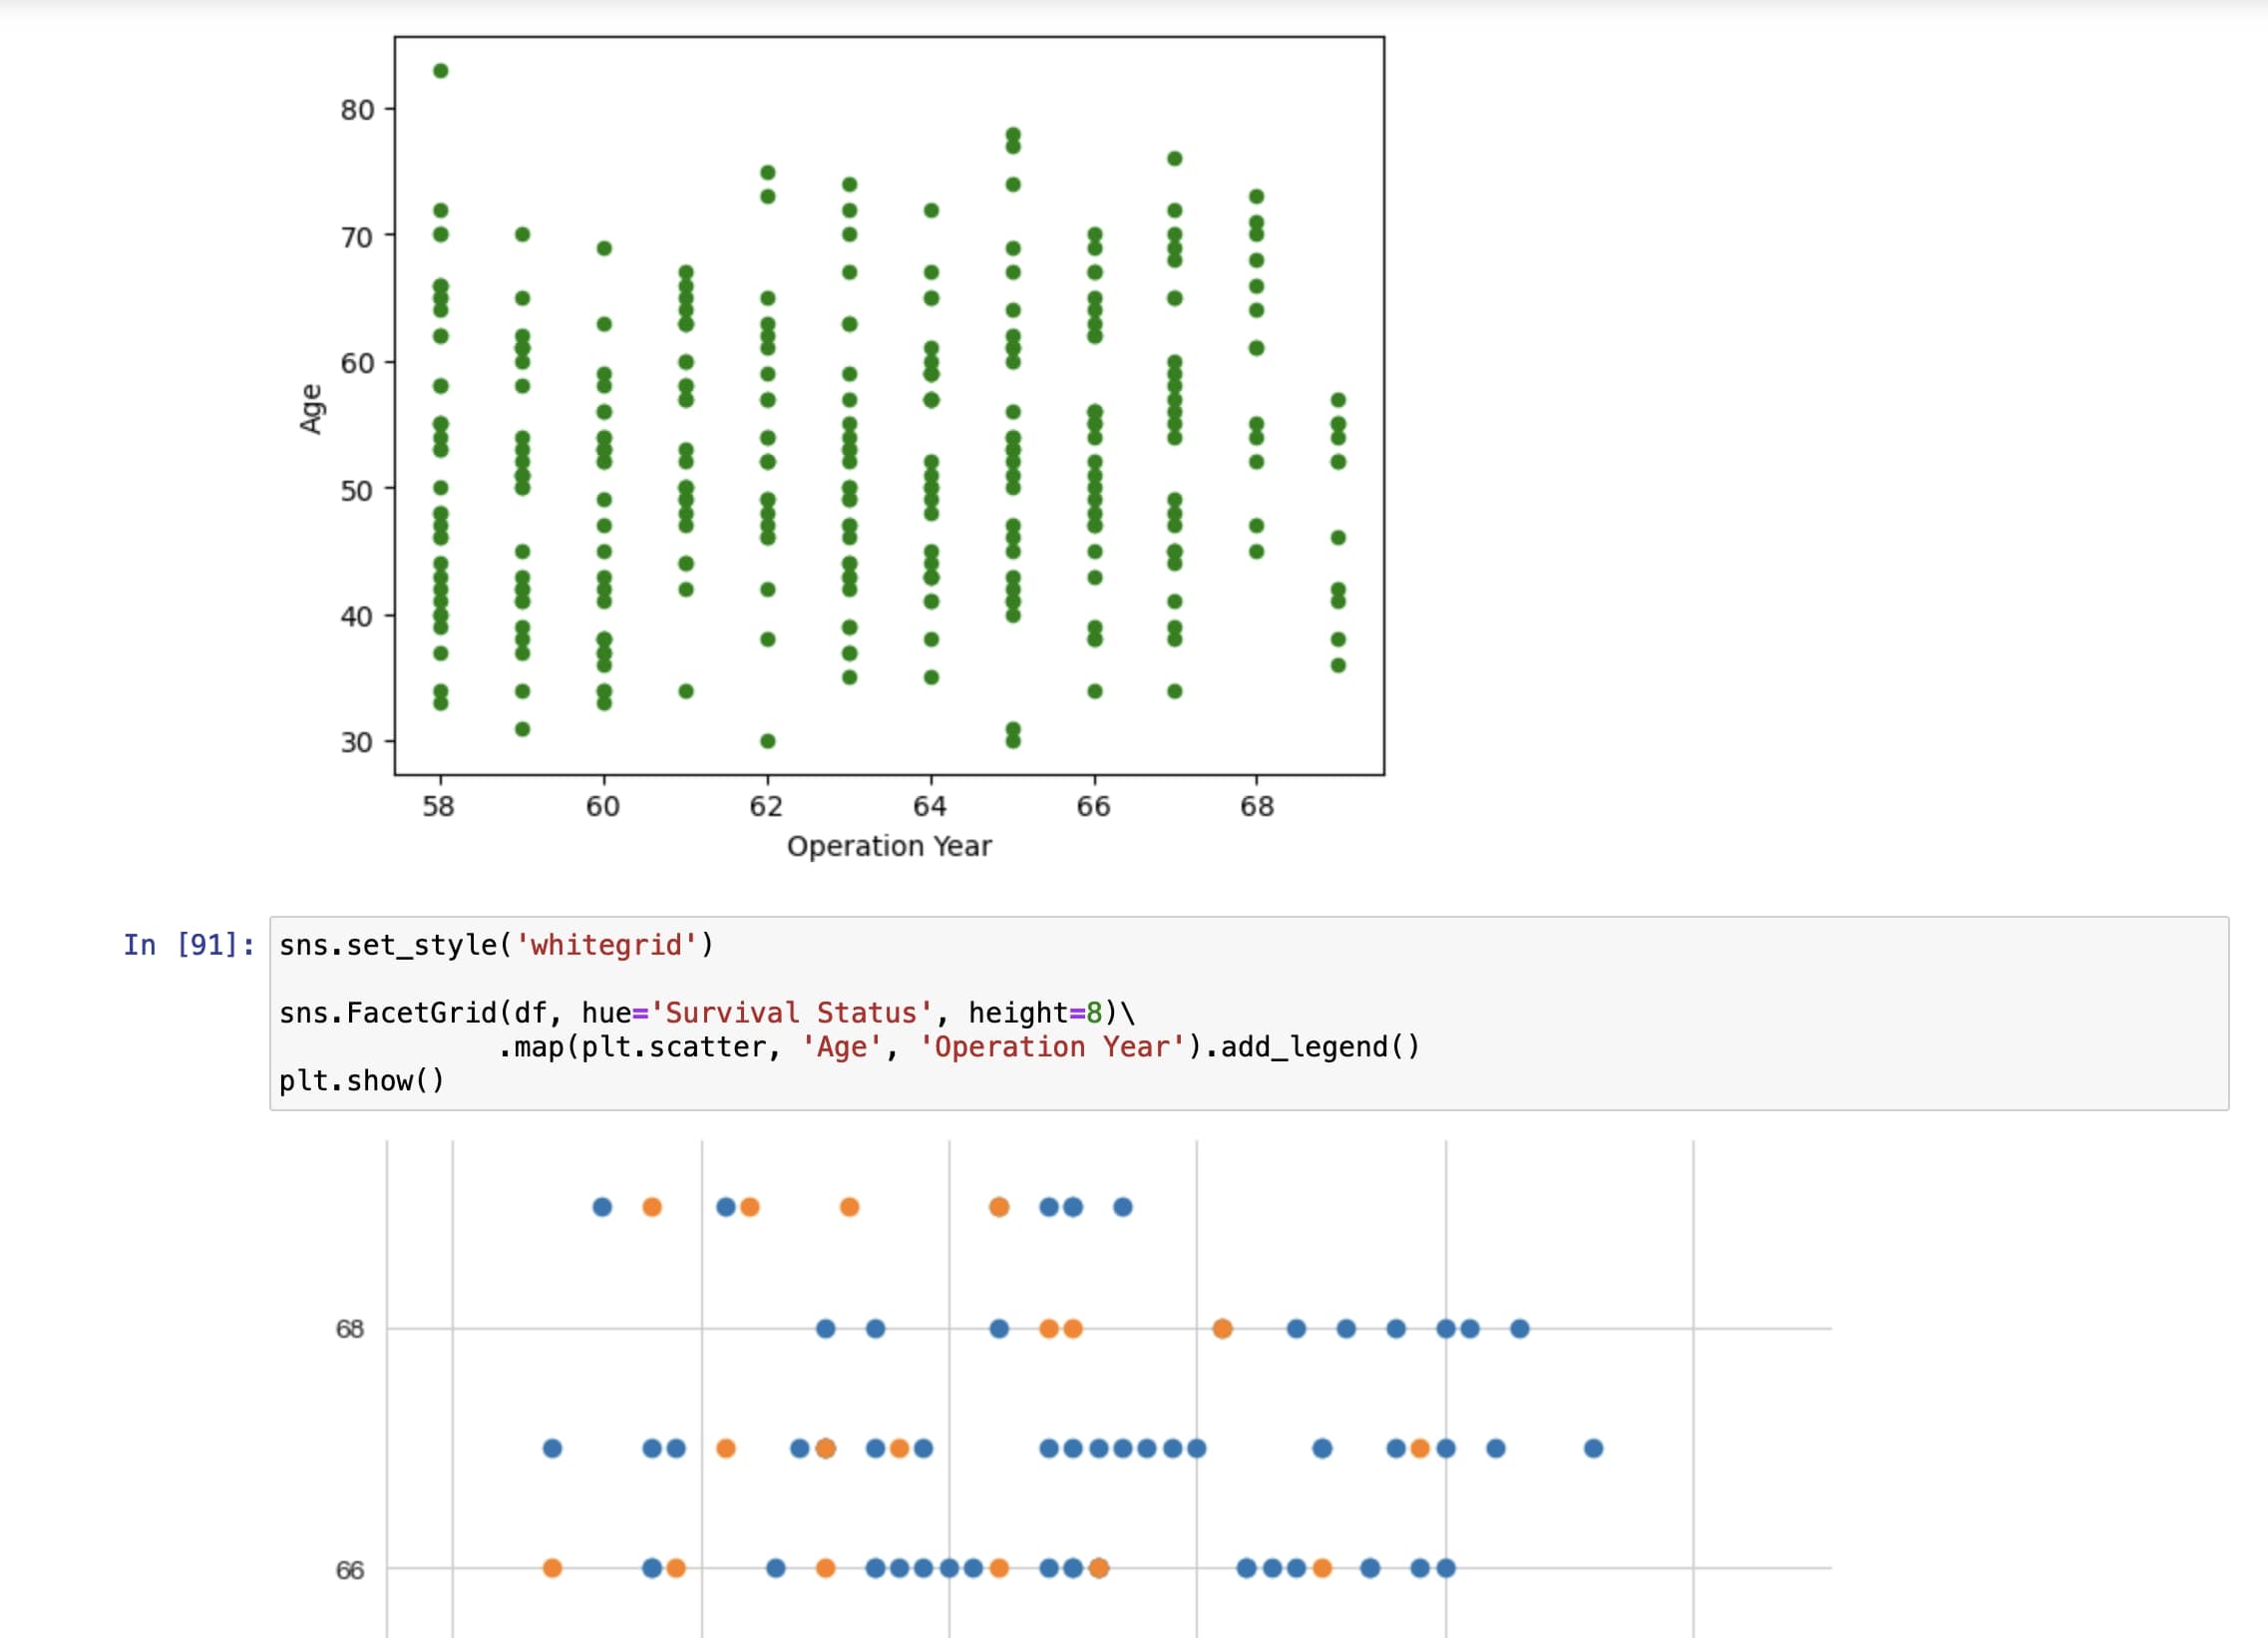 80
70
60
50
40
30
Age
58 60 62 64 66 68
Operation Year
In [91]: sns.set_style('whitegrid')
sns.FacetGrid(df, hue='Survival Status', height=8)\
.map(plt.scatter, 'Age', 'Operation Year').add_legend()
plt.show()
68
66